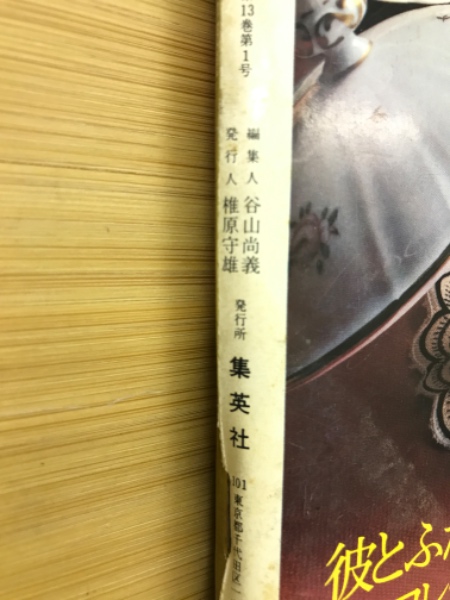 13巻第1号
編集人 谷山尚義
発行人 椎原守雄
発行所 集英社
101 東京都千代田区一
彼とふた